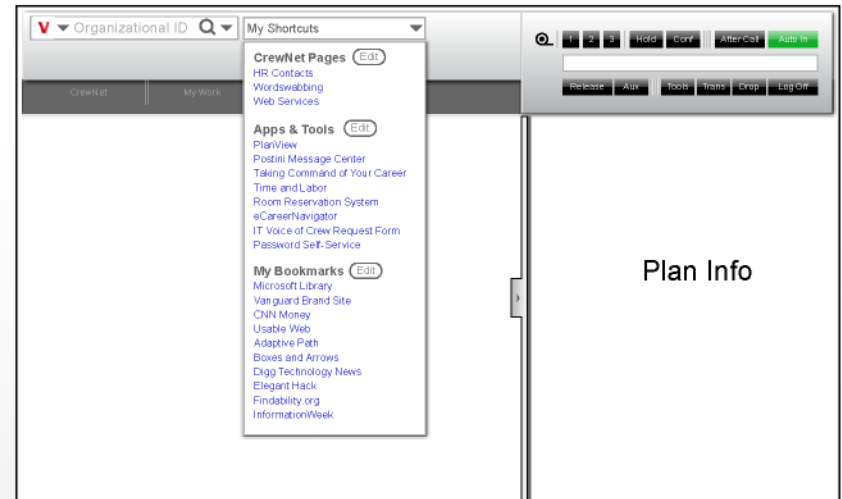 V Organizational ID My Shortcuts
1 2 3 Hold Conf After Call Auto In
Release Aux Tools Trans Drop Log Off
CrewNet My Work
CrewNet Pages Edit
HR Contacts
Wordswabbing
Web Services
Apps & Tools Edit
PlanView
Postini Message Center
Taking Command of Your Career
Time and Labor
Room Reservation System
eCareerNavigator
IT Voice of Crew Request Form
Password Self-Service
My Bookmarks Edit
Microsoft Library
Vanguard Brand Site
CNN Money
Usable Web
Adaptive Path
Boxes and Arrows
Digg Technology News
Elegant Hack
Findability.org
InformationWeek
Plan Info